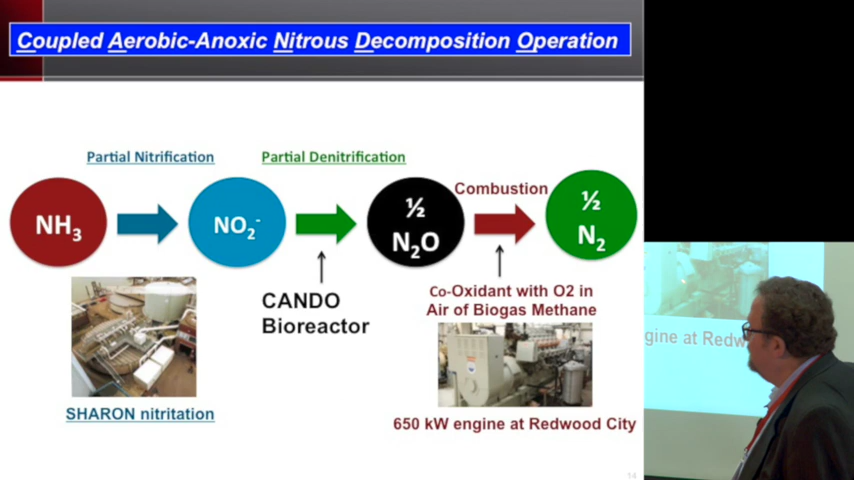 Coupled Aerobic-Anoxic Nitrous Decomposition Operation
Partial Nitrification
Partial Denitrification
Combustion
NH3
NO2-
½
N2O
½
N2
CANDO
Bioreactor
Co-Oxidant with O2 in
Air of Biogas Methane
SHARON nitritation
650 kW engine at Redwood City
14
gine at Redw